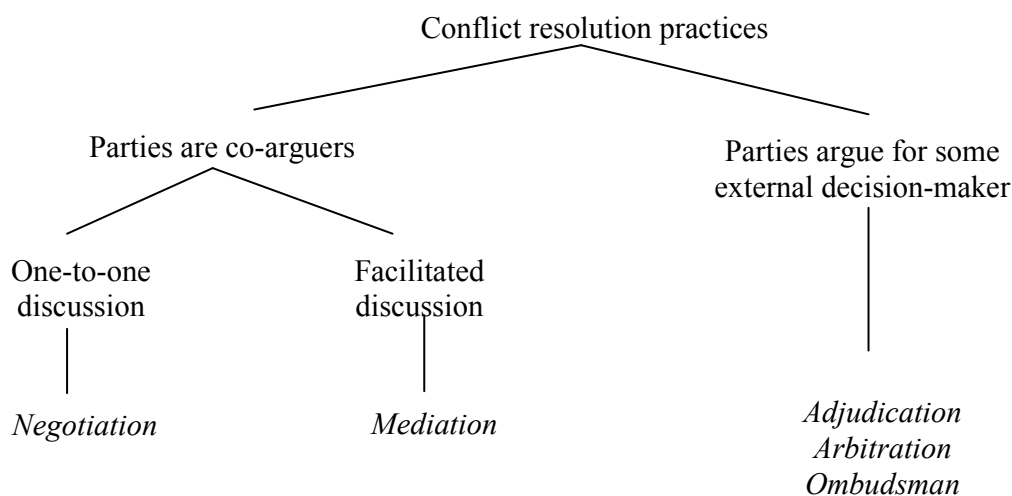 Conflict resolution practices
Parties are co-arguers
Parties argue for some
external decision-maker
One-to-one
discussion
Facilitated
discussion
Negotiation
Mediation
Adjudication
Arbitration
Ombudsman